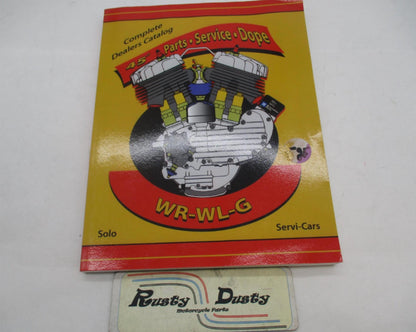 Complete
Dealers Catalog
45" Parts • Service • Dope
WR-WL-G
Solo
Servi-Cars
Rusty Dusty
Motorcycle Parts